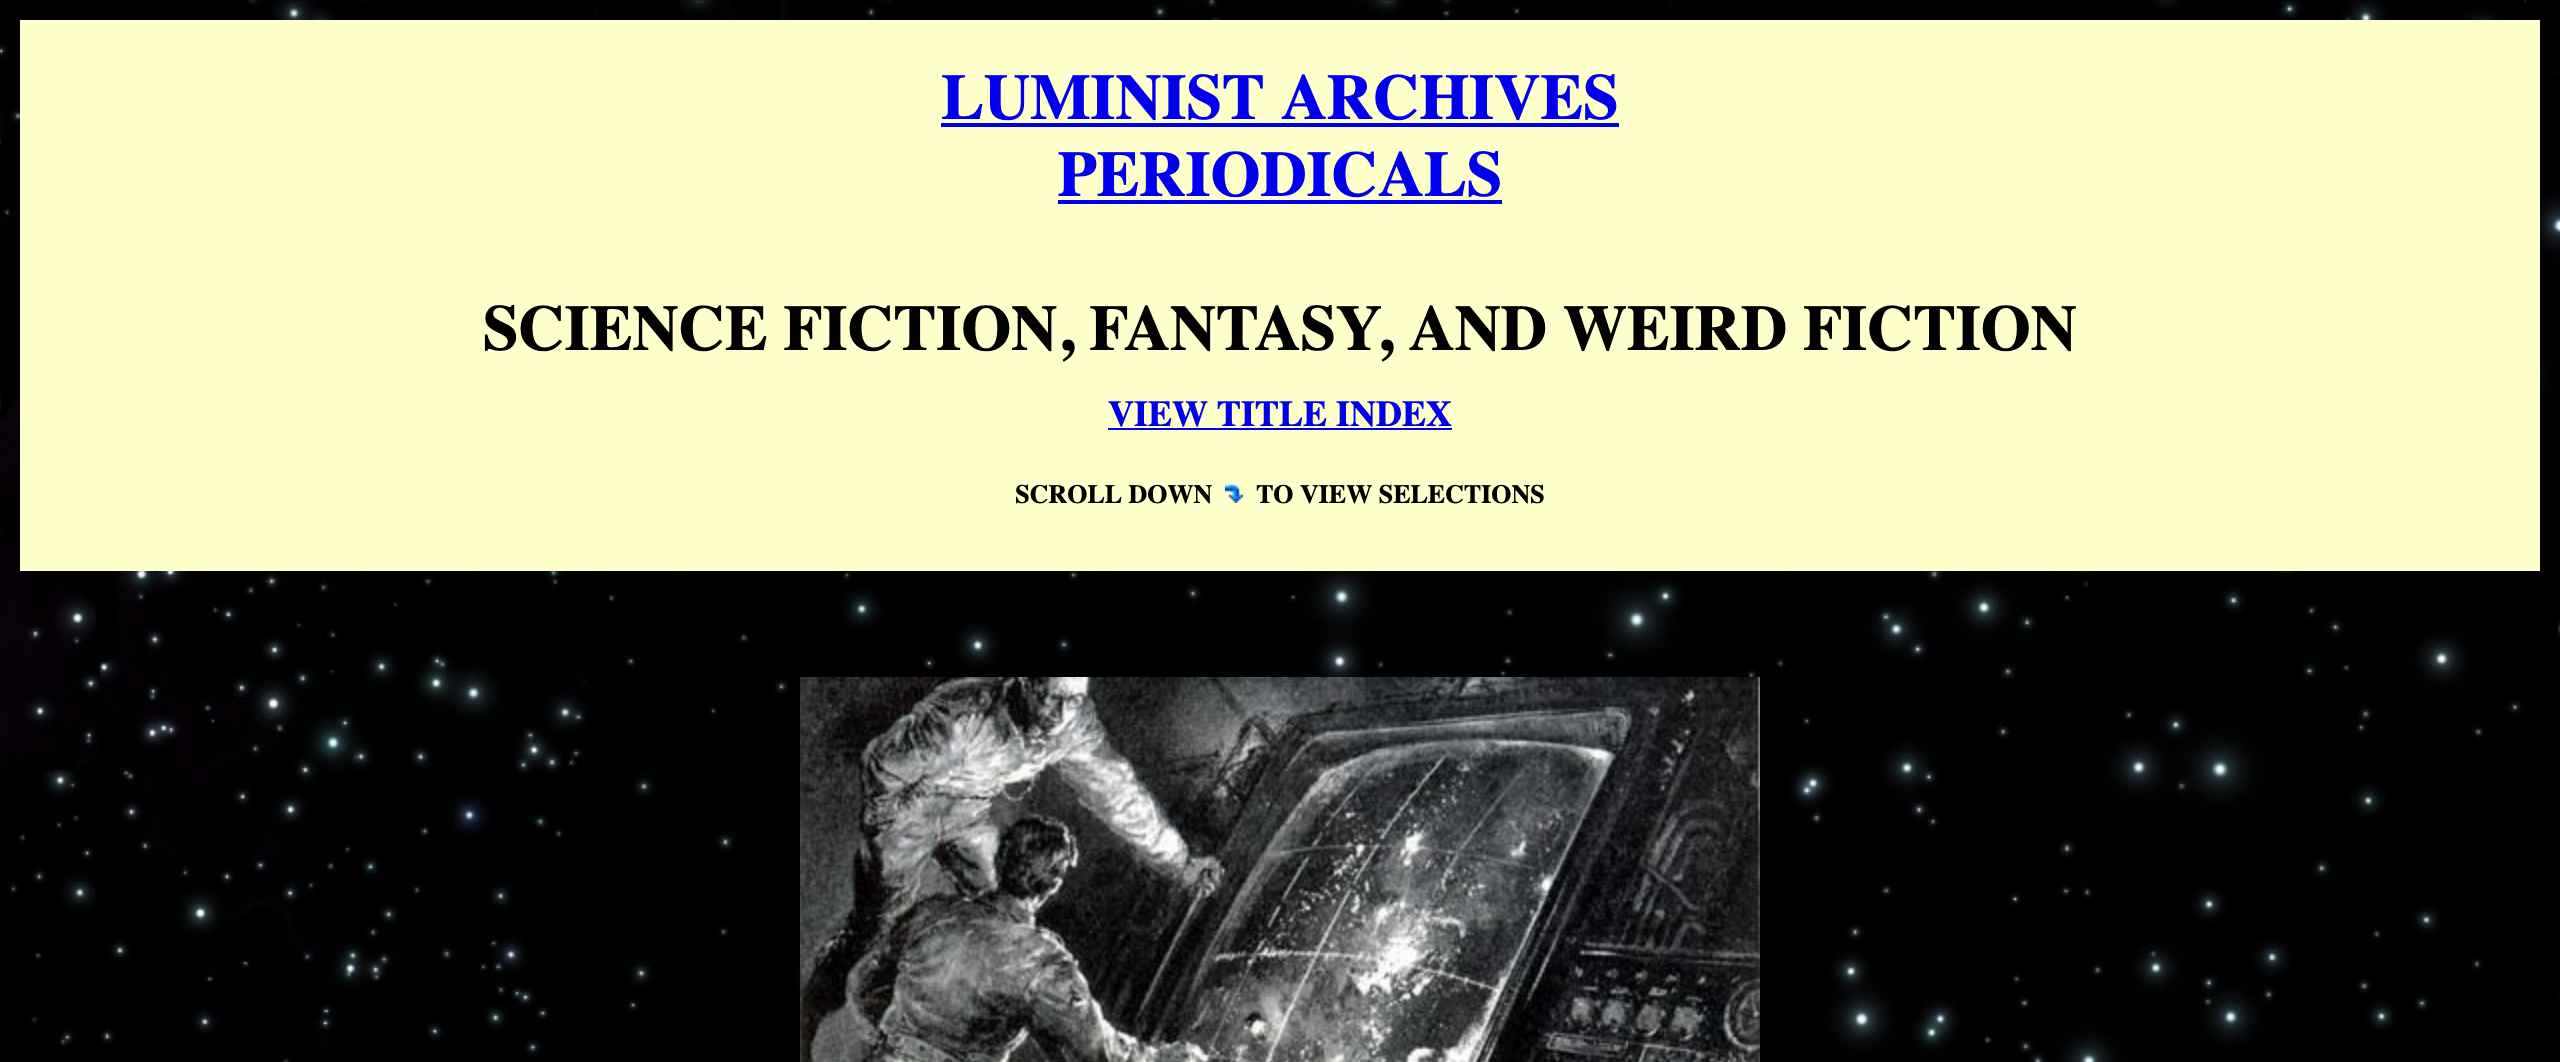 LUMINIST ARCHIVES
PERIODICALS
SCIENCE FICTION, FANTASY, AND WEIRD FICTION
VIEW TITLE INDEX
SCROLL DOWN TO VIEW SELECTIONS